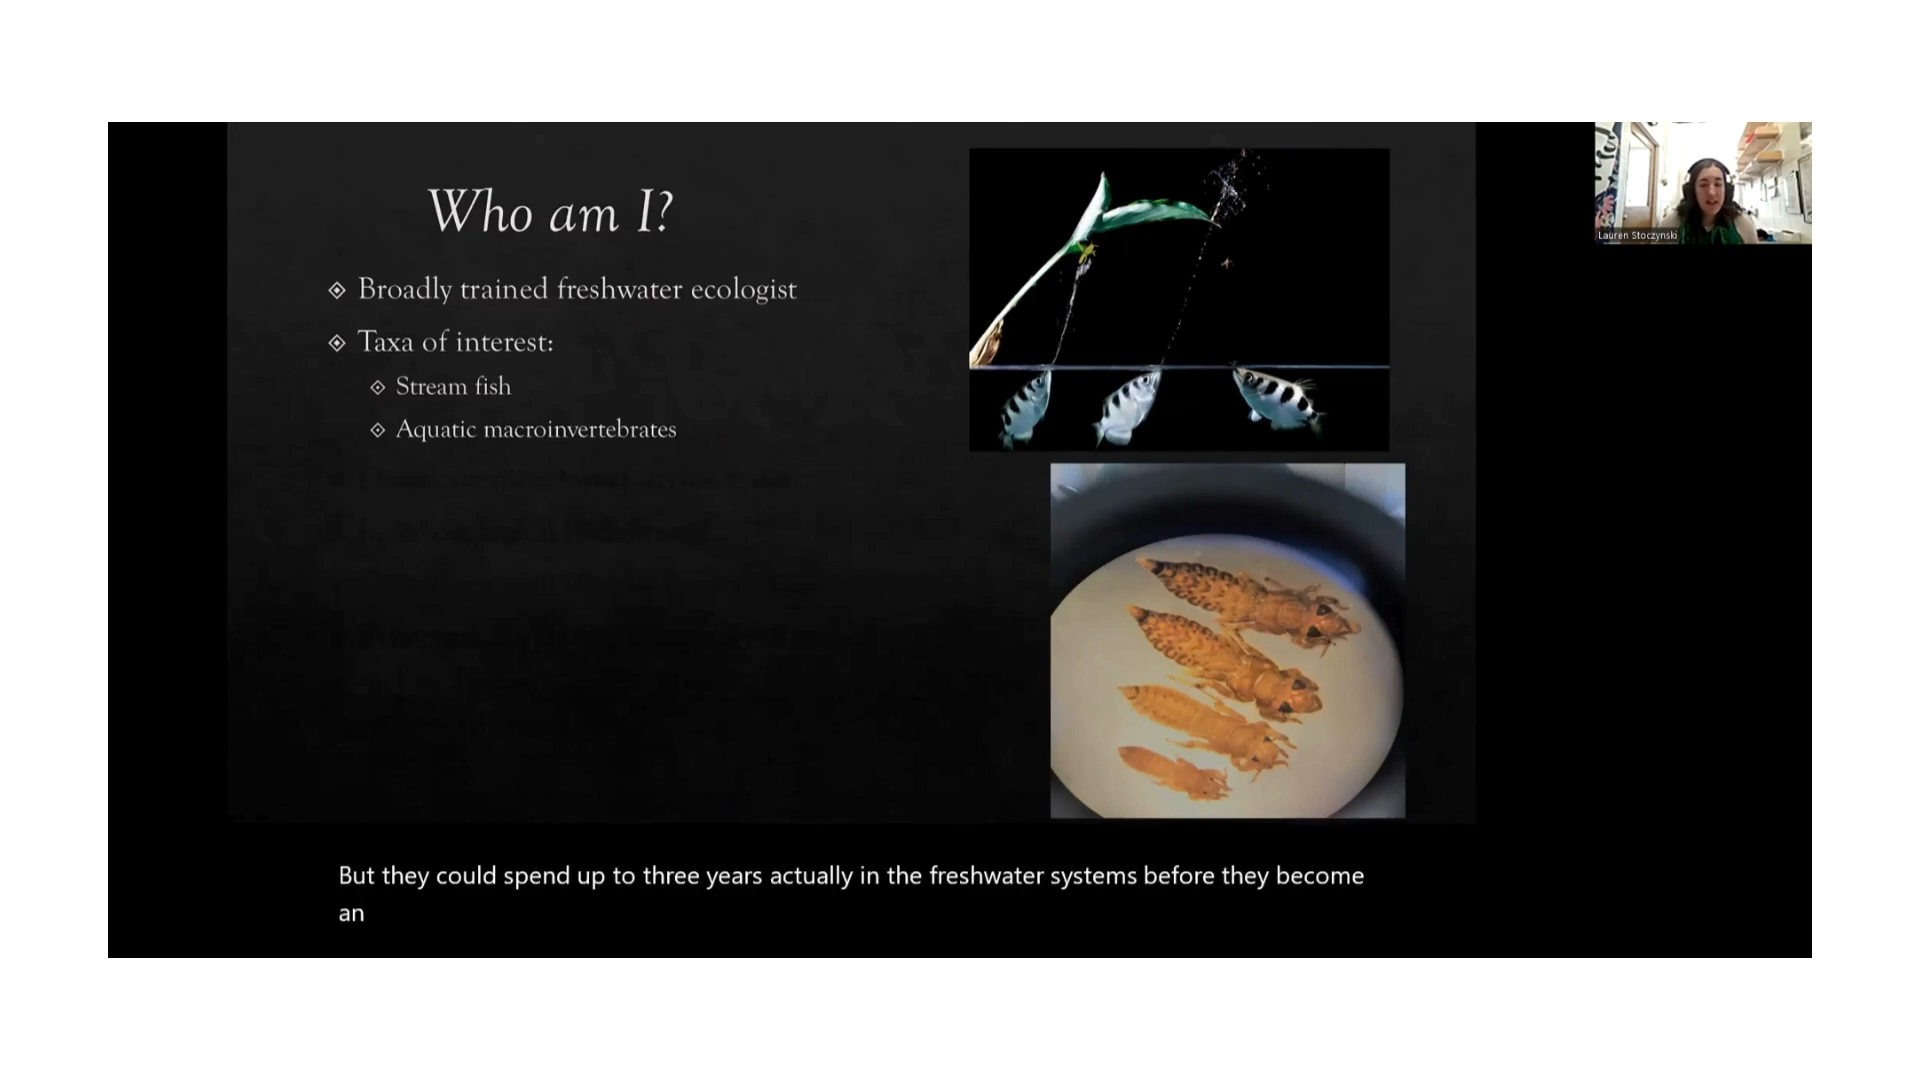 Who am I?
Broadly trained freshwater ecologist
Taxa of interest:
Stream fish
Aquatic macroinvertebrates
Lauren Stoczynski
But they could spend up to three years actually in the freshwater systems before they become
an